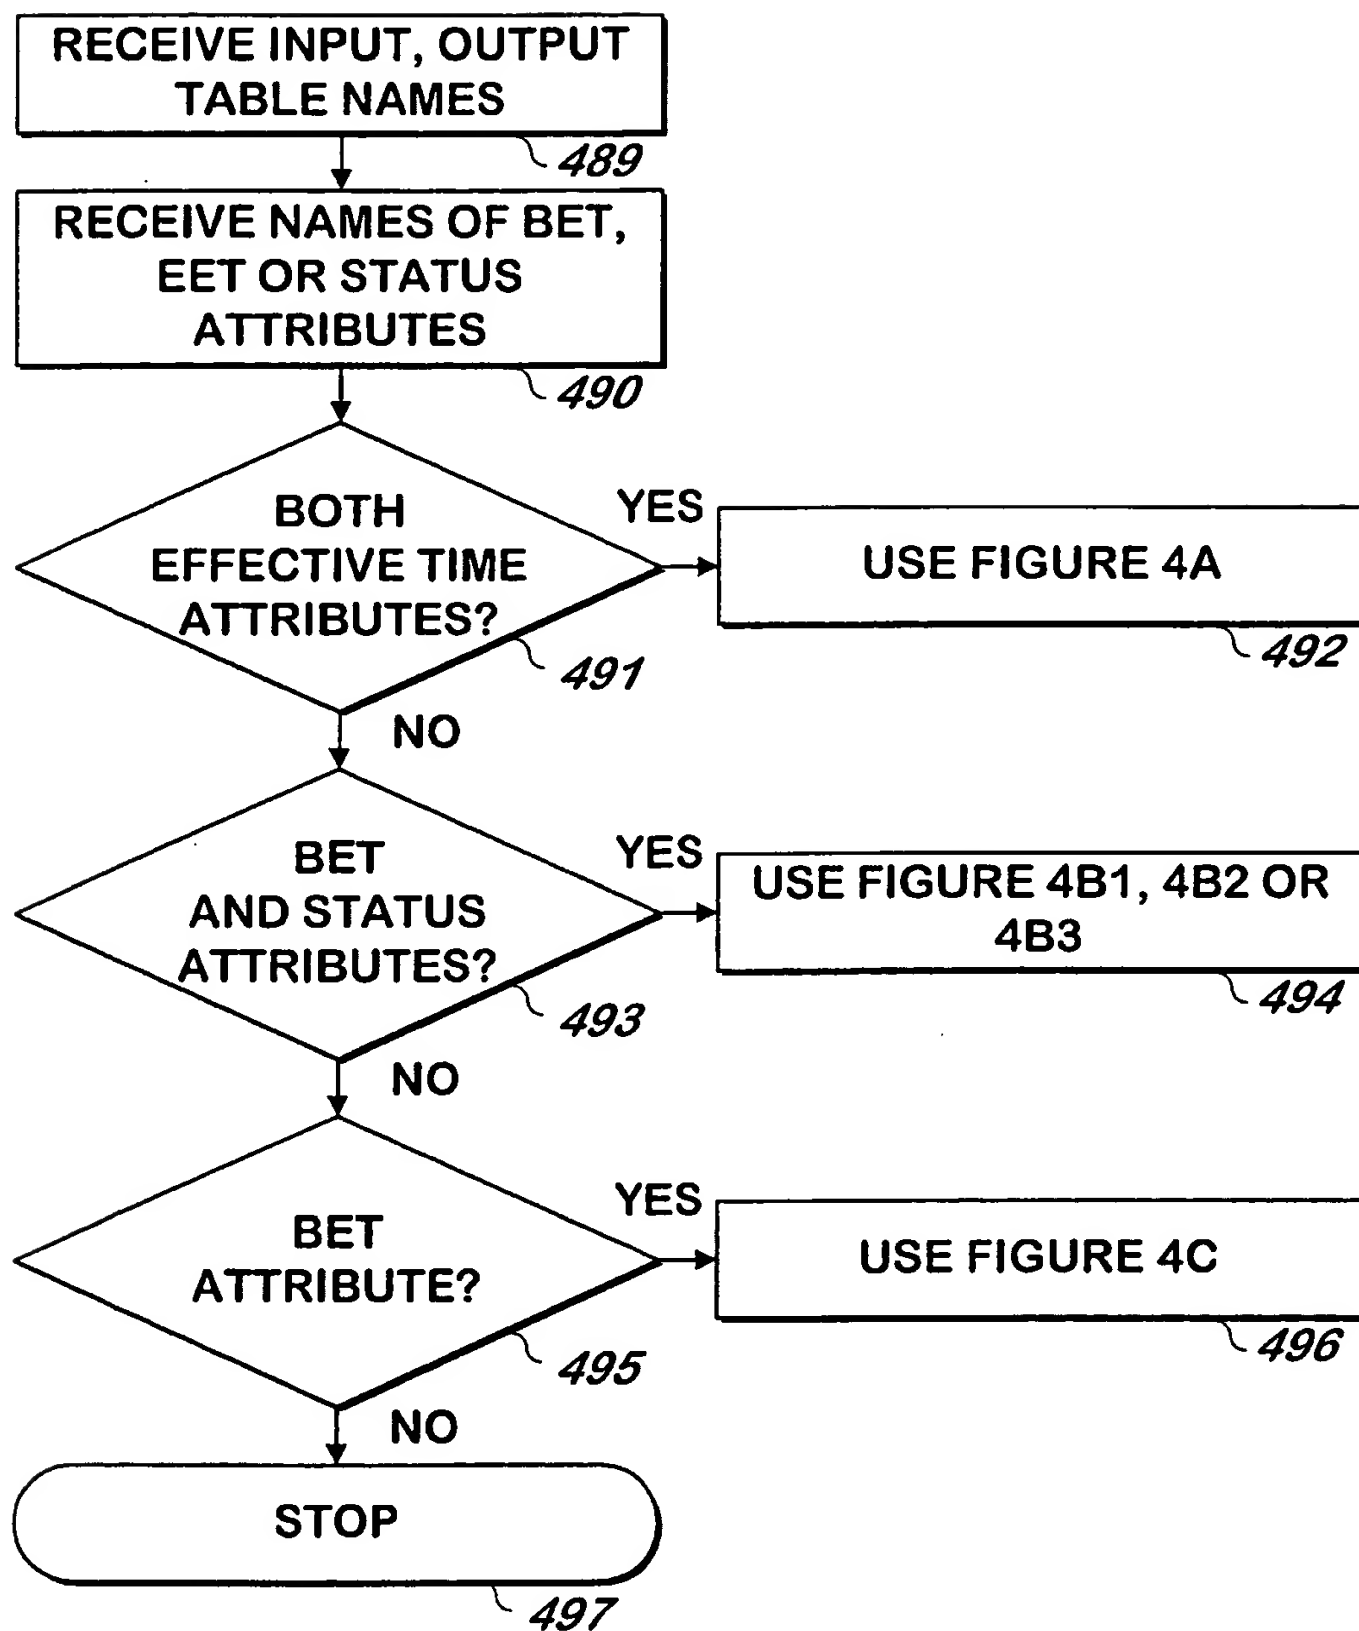 RECEIVE INPUT, OUTPUT
TABLE NAMES
489
RECEIVE NAMES OF BET,
EET OR STATUS
ATTRIBUTES
490
BOTH
EFFECTIVE TIME
ATTRIBUTES?
491
YES
USE FIGURE 4A
492
NO
BET
AND STATUS
ATTRIBUTES?
493
YES
USE FIGURE 4B1, 4B2 OR
4B3
494
NO
BET
ATTRIBUTE?
495
YES
USE FIGURE 4C
496
NO
STOP
497